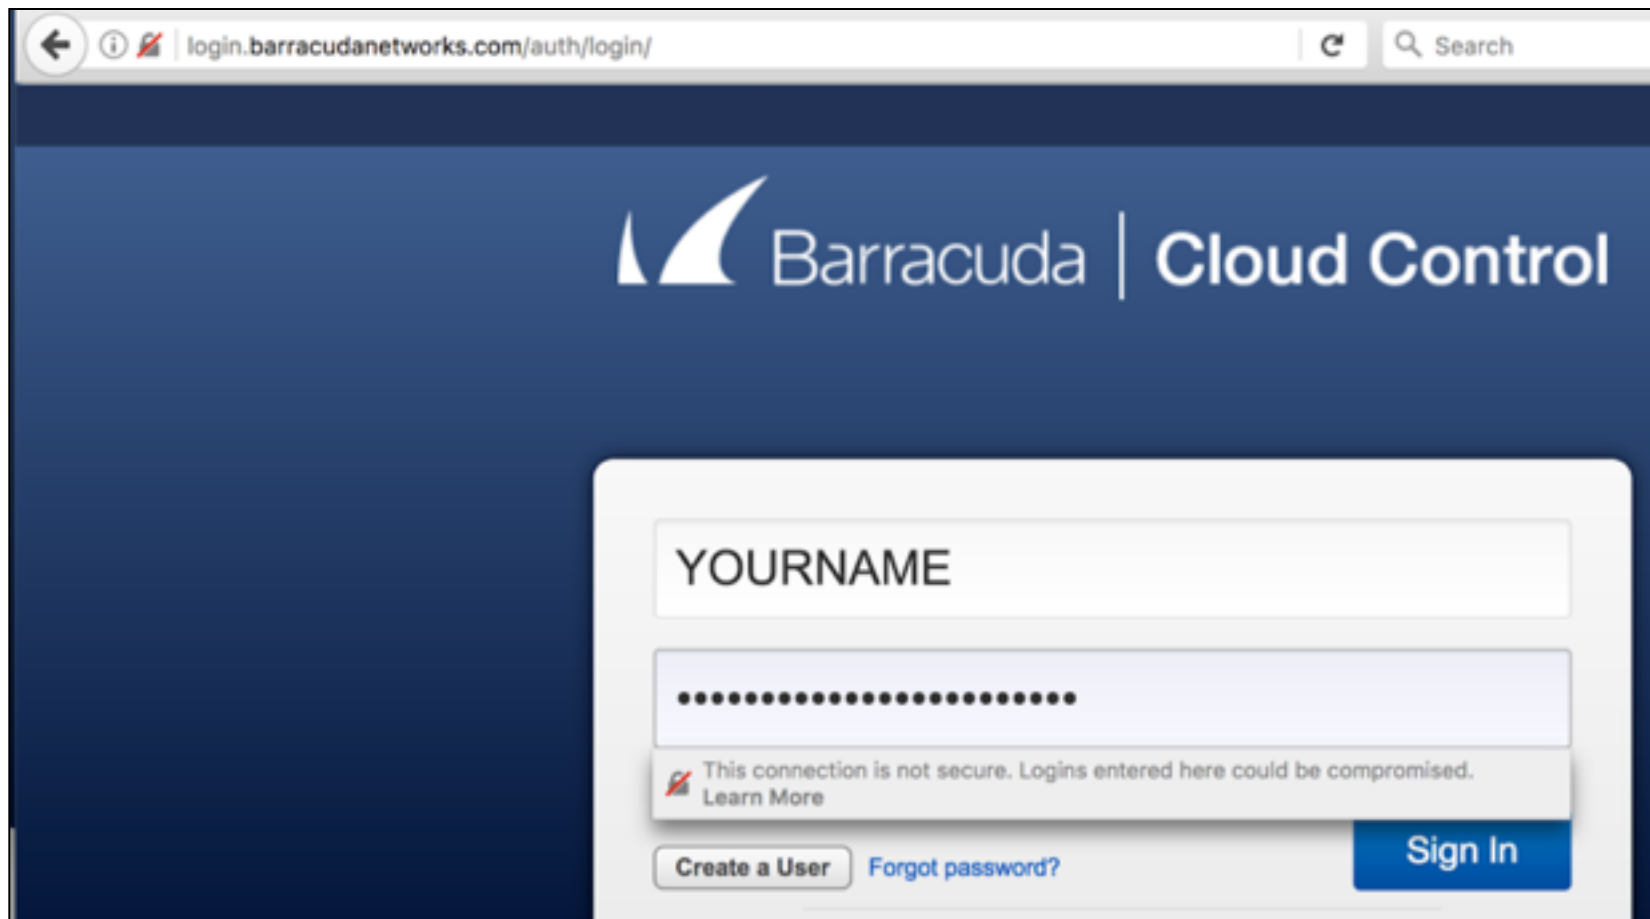 login.barracudanetworks.com/auth/login/
Search
Barracuda | Cloud Control
YOURNAME
••••••••••••••••••••••••
This connection is not secure. Logins entered here could be compromised.
Learn More
Sign In
Create a User
Forgot password?